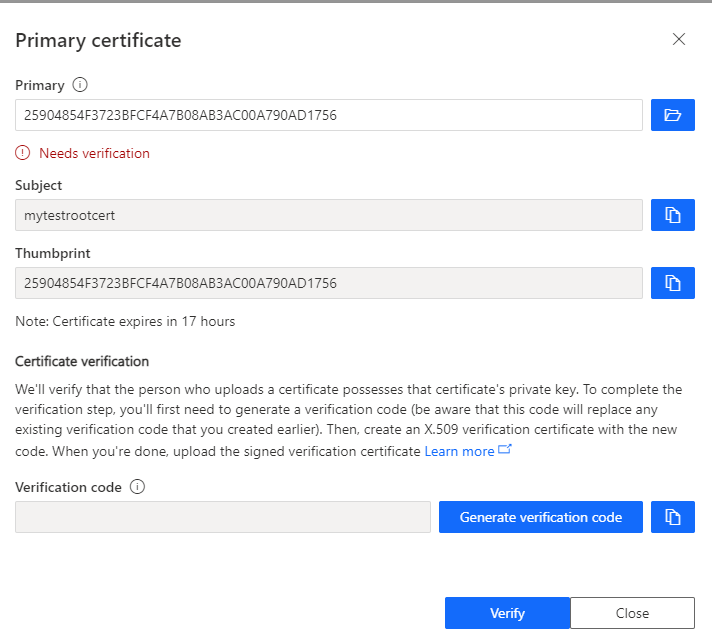 Primary certificate
Primary
25904854F3723BFCF4A7B08AB3AC00A790AD1756
Needs verification
Subject
mytestrootcert
Thumbprint
25904854F3723BFCF4A7B08AB3AC00A790AD1756
Note: Certificate expires in 17 hours
Certificate verification
We'll verify that the person who uploads a certificate possesses that certificate's private key. To complete the
verification step, you'll first need to generate a verification code (be aware that this code will replace any
existing verification code that you created earlier). Then, create an X.509 verification certificate with the new
code. When you're done, upload the signed verification certificate Learn more
Verification code
Generate verification code
Verify Close